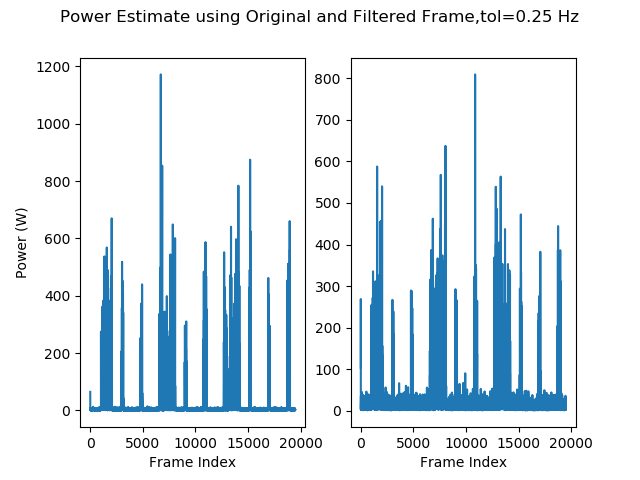 Power Estimate using Original and Filtered Frame,tol=0.25 Hz
1200
1000
800
600
400
200
0
Power (W)
0 5000 10000 15000 20000
Frame Index
800
700
600
500
400
300
200
100
0
0 5000 10000 15000 20000
Frame Index